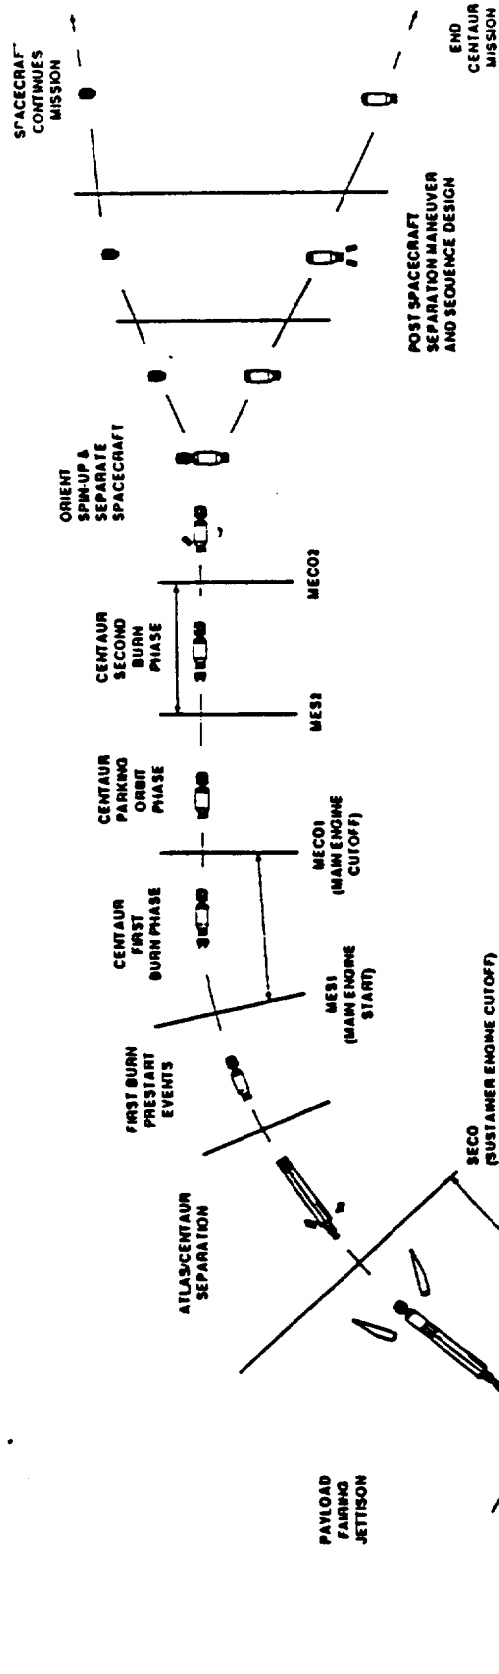 PAYLOAD
FAIRING
JETTISON
SECO
(SUSTAINER ENGINE CUTOFF)
ATLAS/CENTAUR
SEPARATION
FIRST BURN
PRESTART
EVENTS
MES1
(MAIN ENGINE
START)
CENTAUR
FIRST
BURN PHASE
MECO1
(MAIN ENGINE
CUTOFF)
CENTAUR
PARKING
ORBIT
PHASE
MES2
CENTAUR
SECOND
BURN
PHASE
MECO2
ORIENT
SPIN-UP &
SEPARATE
SPACECRAFT
POST SPACECRAFT
SEPARATION MANEUVER
AND SEQUENCE DESIGN
SPACECRAF
CONTINUES
MISSION
END
CENTAUR
MISSION